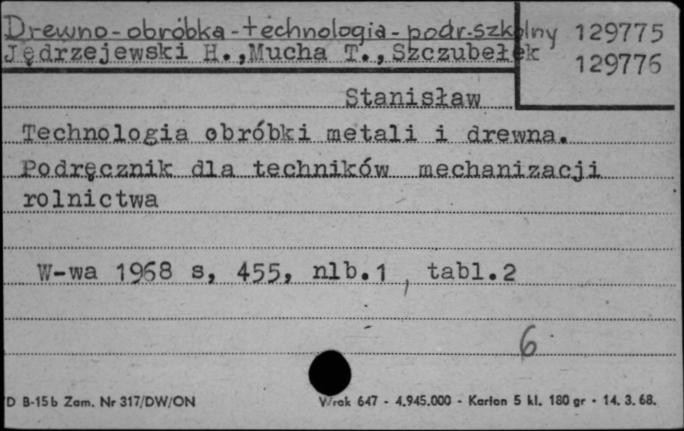 Drewno - obróbka - technologia - podr. szkolny 129775
Jędrzejewski H., Mucha T., Szczubełek 129776
Stanisław
Technologia obróbki metali i drewna.
Podręcznik dla techników mechanizacji
rolnictwa
W-wa 1968 s, 455, nlb.1, tabl.2
6
D B-15b Zam. Nr 317/DW/ON Wrak 647 - 4.945.000 - Karton 5 kl. 180 gr - 14. 3. 68.